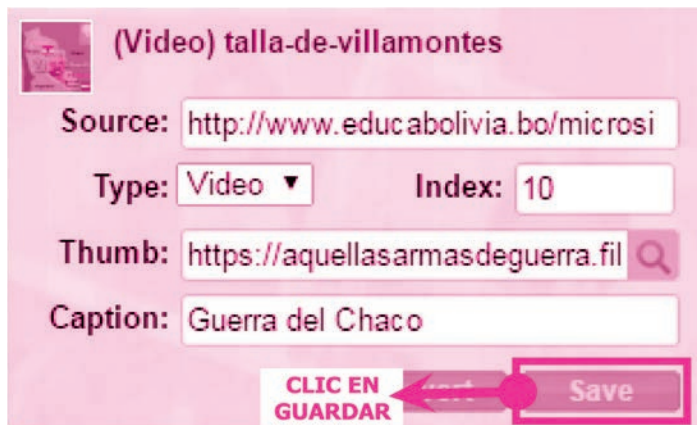 (Video) talla-de-villamontes
Source: http://www.educabolivia.bo/microsi
Type: Video Index: 10
Thumb: https://aquellasarmasdeguerra.fil
Caption: Guerra del Chaco
CLIC EN
GUARDAR
Save